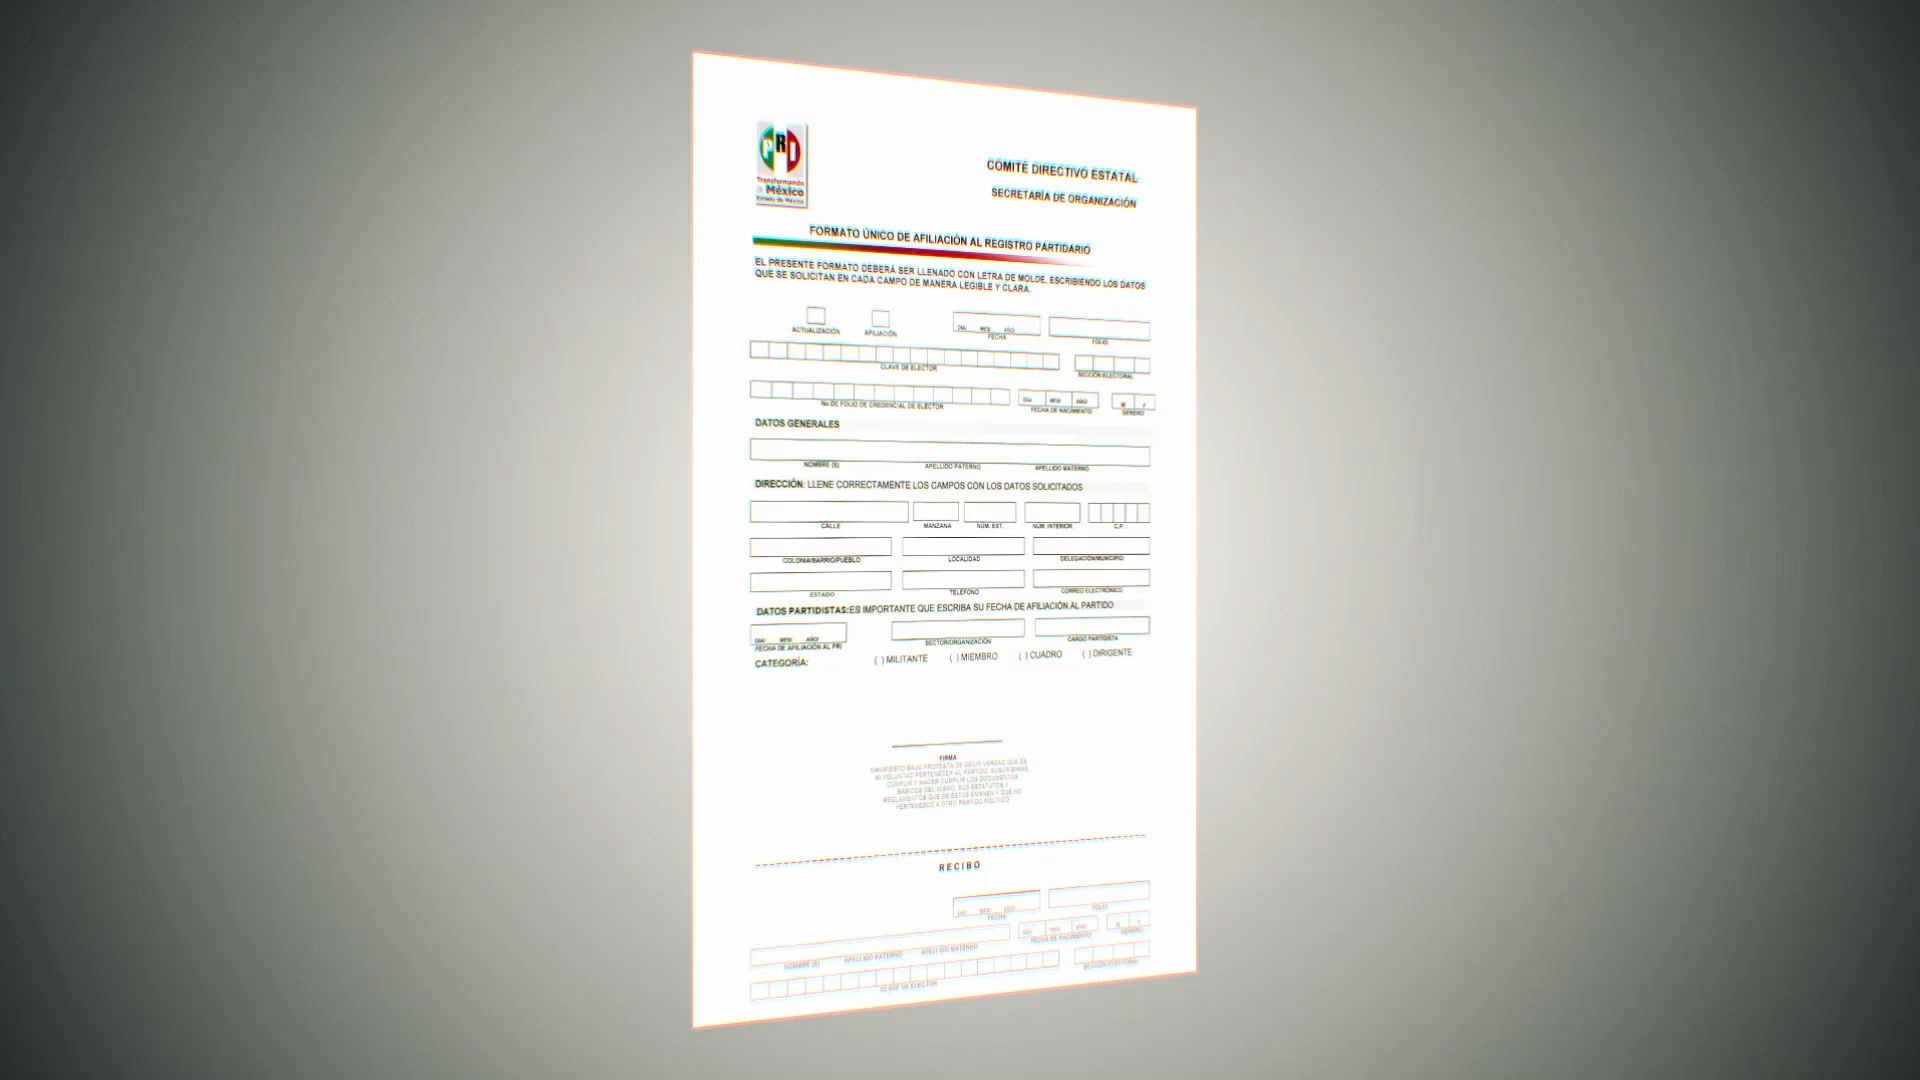 PRI
Transformando
a México
Estado de México
COMITÉ DIRECTIVO ESTATAL
SECRETARÍA DE ORGANIZACIÓN
FORMATO ÚNICO DE AFILIACIÓN AL REGISTRO PARTIDARIO
EL PRESENTE FORMATO DEBERÁ SER LLENADO CON LETRA DE MOLDE, ESCRIBIENDO LOS DATOS
QUE SE SOLICITAN EN CADA CAMPO DE MANERA LEGIBLE Y CLARA.
ACTUALIZACIÓN AFILIACIÓN
DIA/ MES/ AÑO/
FECHA FOLIO
CLAVE DE ELECTOR SECCIÓN ELECTORAL
DIA/ MES/ AÑO/ M F
No DE FOLIO DE CREDENCIAL DE ELECTOR FECHA DE NACIMIENTO GENERO
DATOS GENERALES
NOMBRE (S) APELLIDO PATERNO APELLIDO MATERNO
DIRECCIÓN: LLENE CORRECTAMENTE LOS CAMPOS CON LOS DATOS SOLICITADOS
CALLE MANZANA NÚM. EXT. NÚM. INTERIOR C.P.
COLONIA/BARRIO/PUEBLO LOCALIDAD DELEGACIÓN/MUNICIPIO
ESTADO TELÉFONO CORREO ELECTRÓNICO
DATOS PARTIDISTAS:ES IMPORTANTE QUE ESCRIBA SU FECHA DE AFILIACIÓN AL PARTIDO
DIA/ MES/ AÑO/
FECHA DE AFILIACIÓN AL PRI SECTOR/ORGANIZACIÓN CARGO PARTIDISTA
CATEGORÍA: ( ) MILITANTE ( ) MIEMBRO ( ) CUADRO ( ) DIRIGENTE
FIRMA
MANIFIESTO BAJO PROTESTA DE DECIR VERDAD QUE ES
MI VOLUNTAD PERTENECER AL PARTIDO, SUSCRIBIRME,
CUMPLIR Y HACER CUMPLIR LOS DOCUMENTOS
BASICOS DEL MISMO, SUS ESTATUTOS Y
REGLAMENTOS QUE DE ESTOS EMANEN Y QUE NO
PERTENEZCO A OTRO PARTIDO POLITICO
RECIBO
DIA/ MES/ AÑO/
FECHA FOLIO
DIA/ MES/ AÑO/ M F
NOMBRE (S) APELLIDO PATERNO APELLIDO MATERNO FECHA DE NACIMIENTO GENERO
CLAVE DE ELECTOR SECCIÓN ELECTORAL